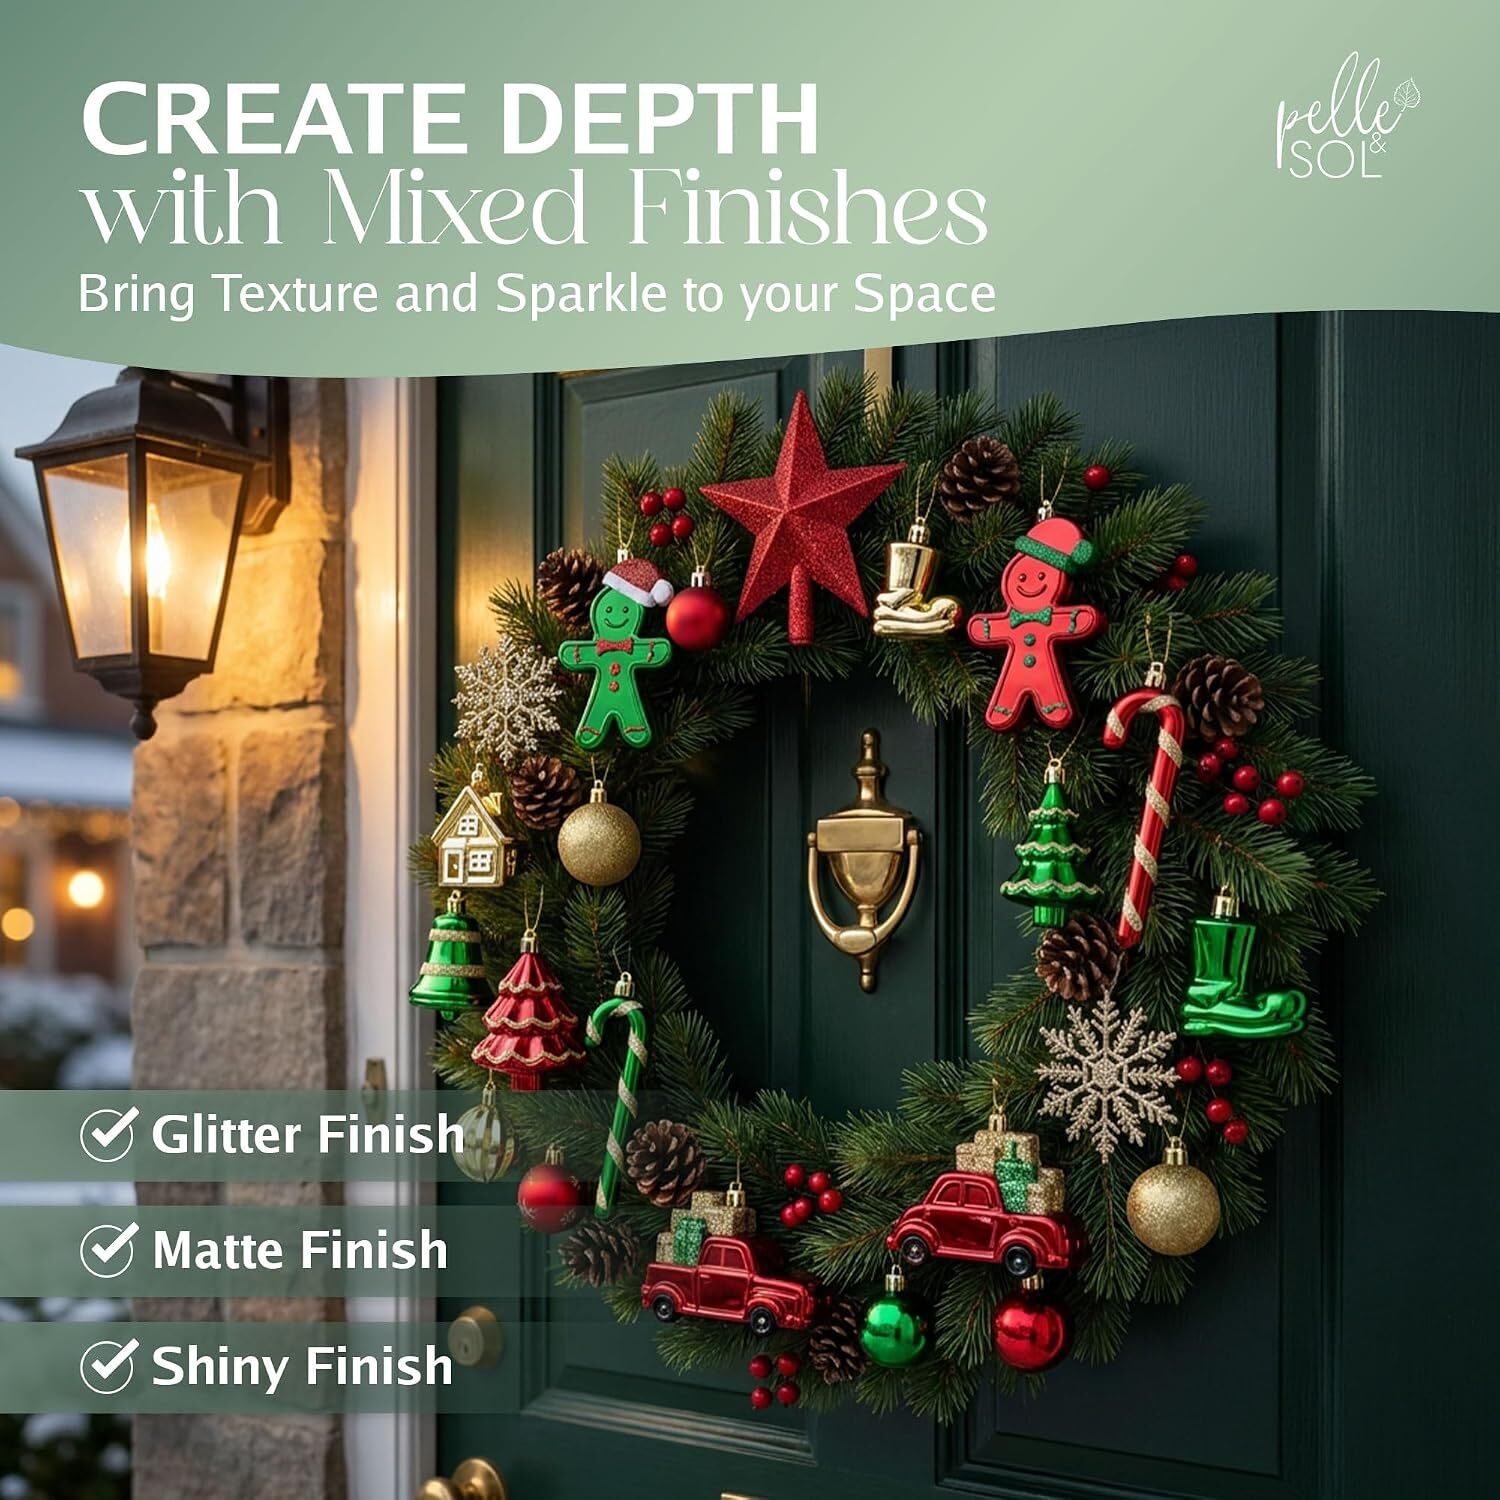 CREATE DEPTH
with Mixed Finishes
Bring Texture and Sparkle to your Space
pelle
&
SOL
Glitter Finish
Matte Finish
Shiny Finish